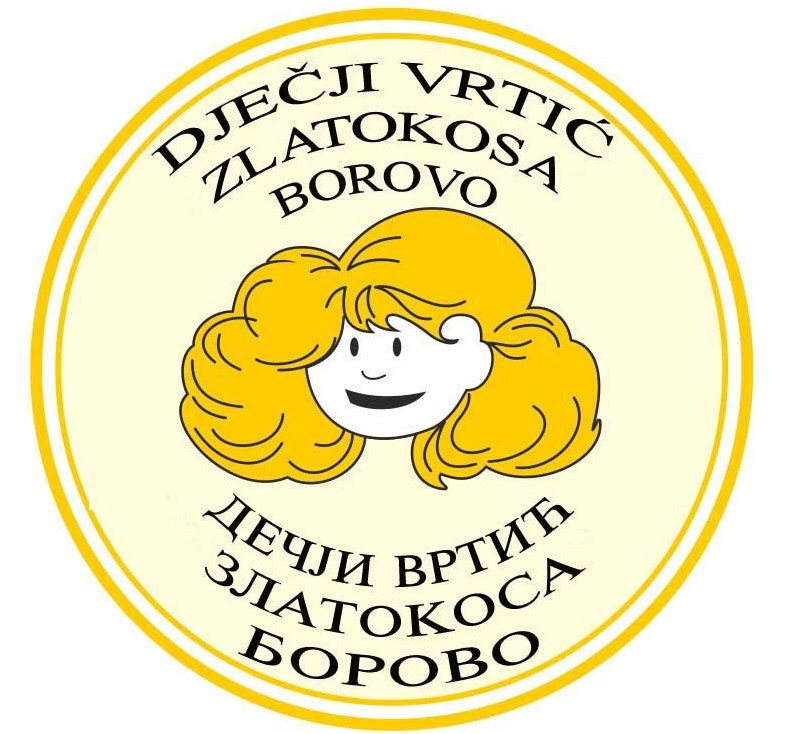 DJEČJI VRTIĆ
ZLATOKOSA
BOROVO
ДЕЧЈИ ВРТИЋ
ЗЛАТОКОСА
БОРОВО